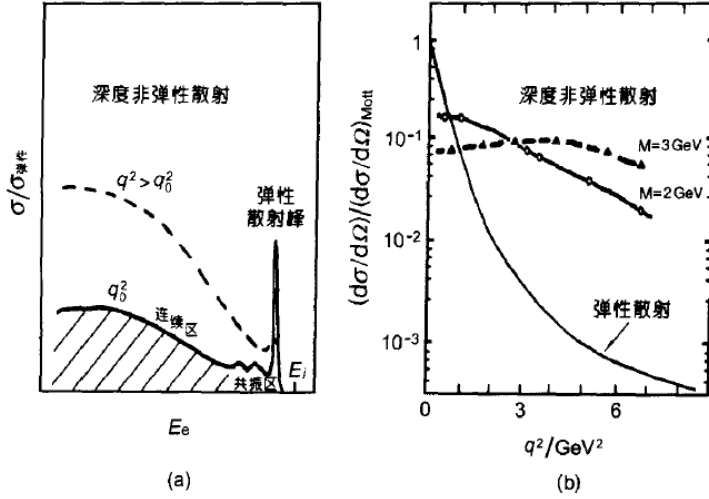 深度非弹性散射
σ/σ弹性
q² > q₀²
弹性
散射峰
q₀²
连续区
共振区
Eᵢ
Eₑ
(a)
(b)
(dσ/dΩ)/(dσ/dΩ)Mott
1
10⁻¹
10⁻²
10⁻³
深度非弹性散射
M=3GeV
M=2GeV
弹性散射
0 3 6
q²/GeV²